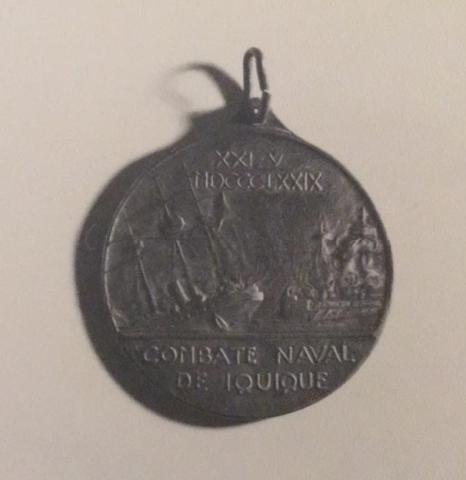 XXI·V
MDCCCLXXIX
COMBATE NAVAL
DE IQUIQUE